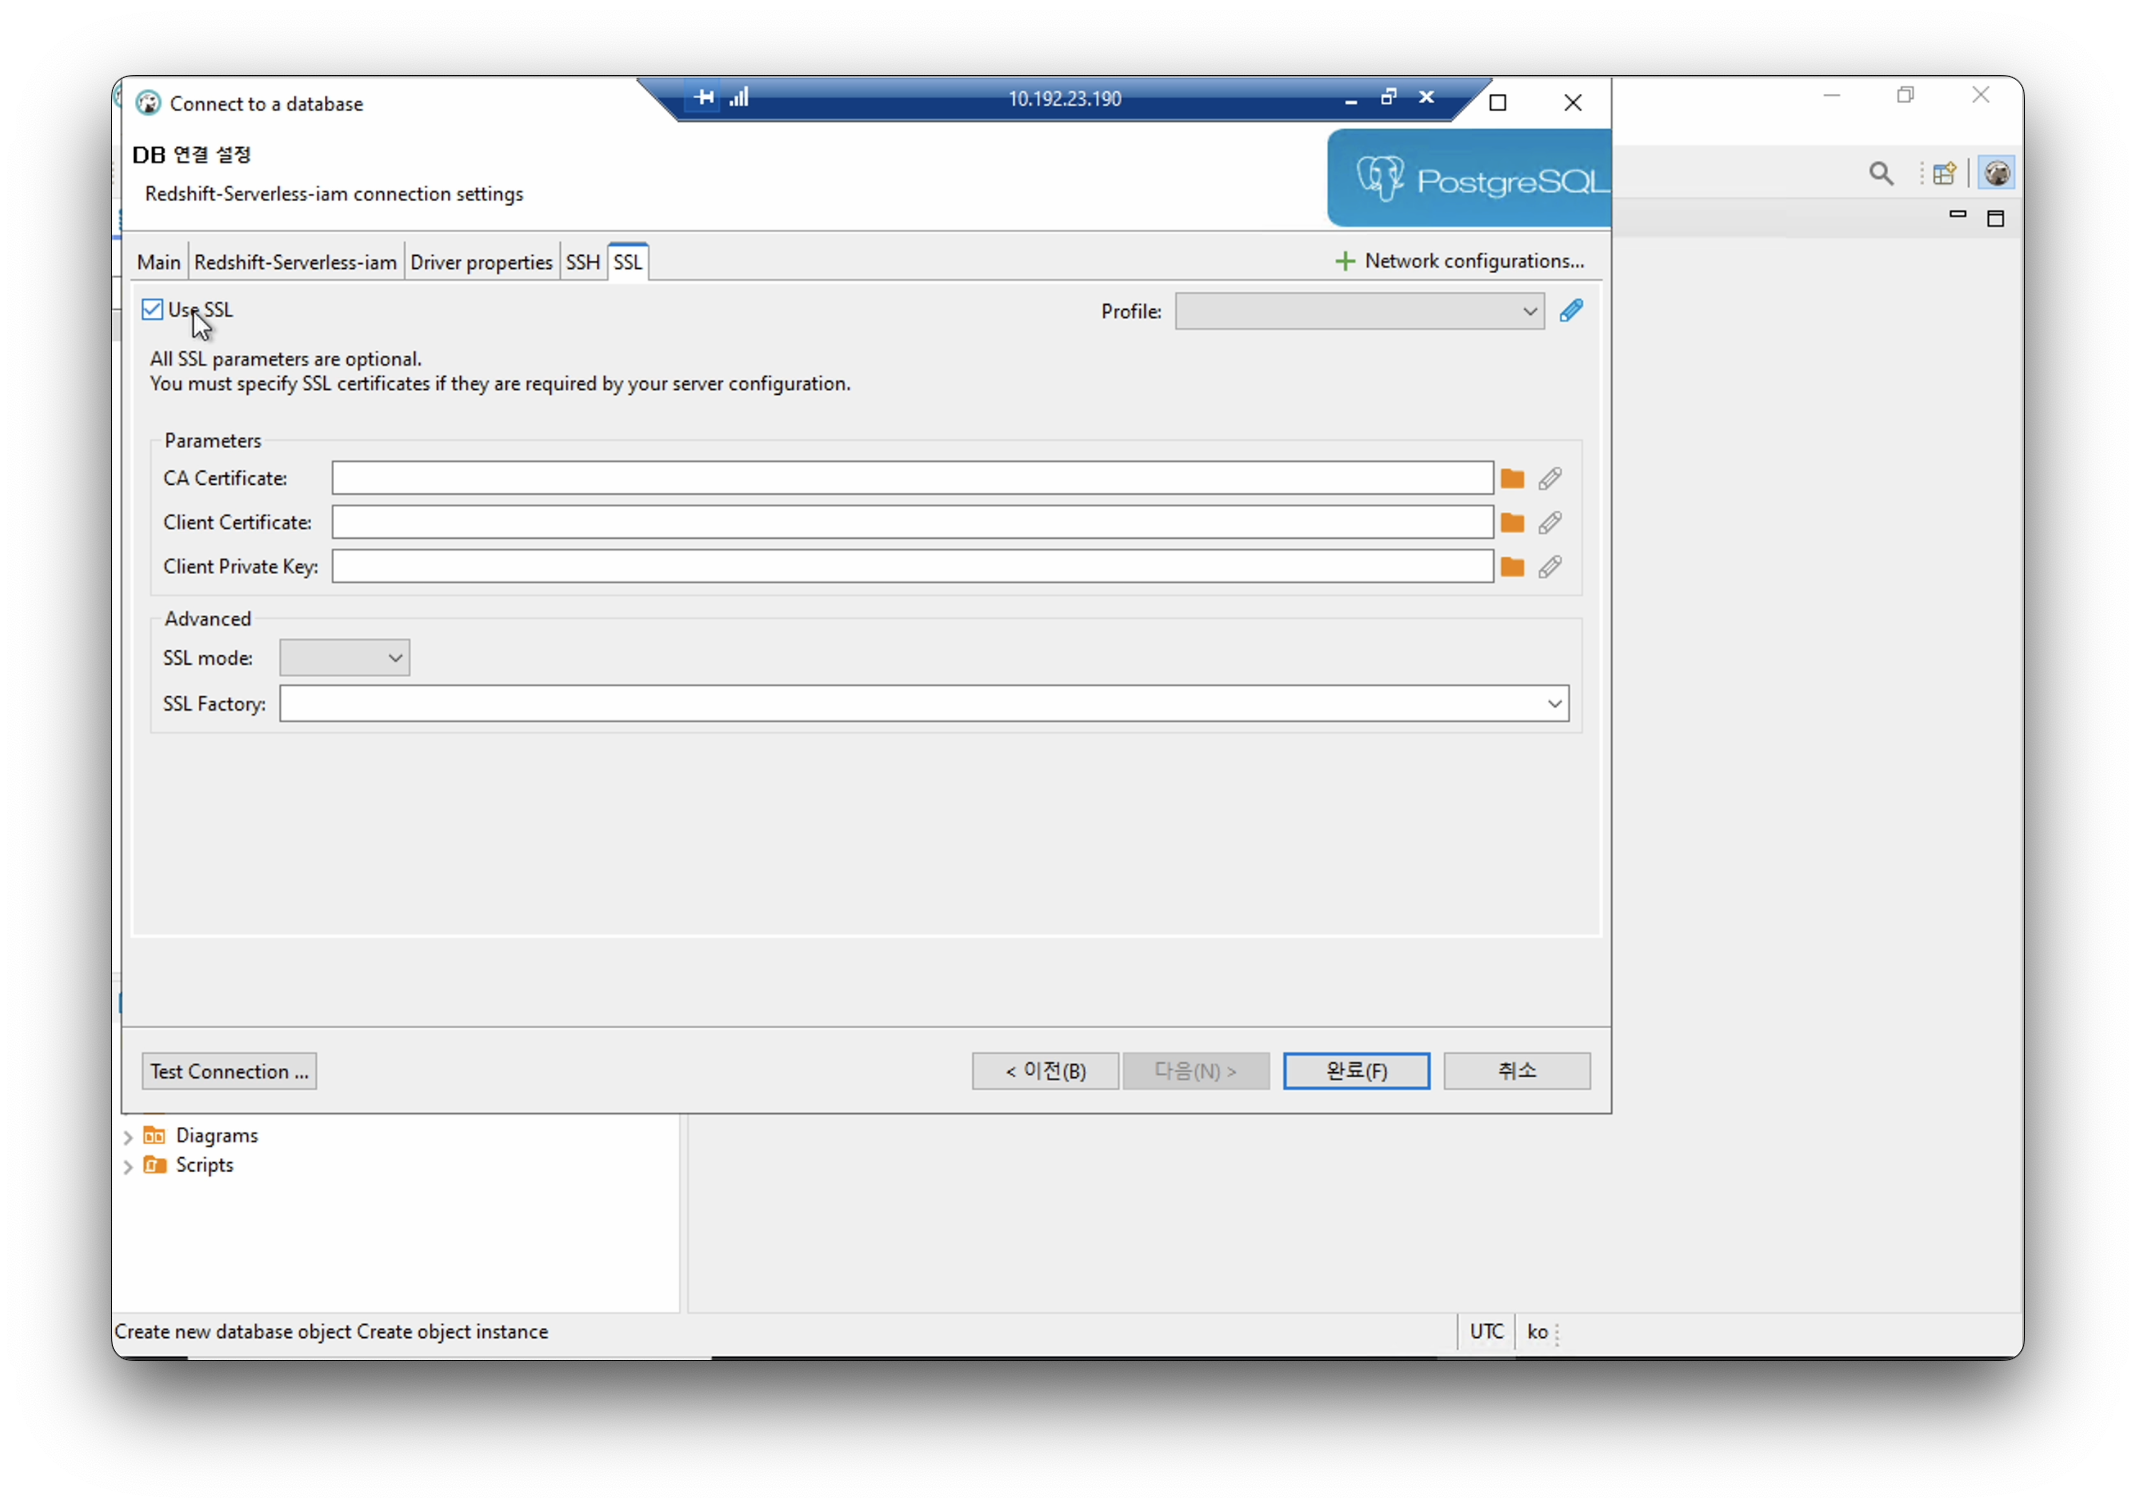 Connect to a database
10.192.23.190
DB 연결 설정
Redshift-Serverless-iam connection settings
PostgreSQL
Main
Redshift-Serverless-iam
Driver properties
SSH
SSL
Network configurations...
Use SSL
Profile:
All SSL parameters are optional.
You must specify SSL certificates if they are required by your server configuration.
Parameters
CA Certificate:
Client Certificate:
Client Private Key:
Advanced
SSL mode:
SSL Factory:
Test Connection ...
< 이전(B)
다음(N) >
완료(F)
취소
Diagrams
Scripts
Create new database object Create object instance
UTC
ko